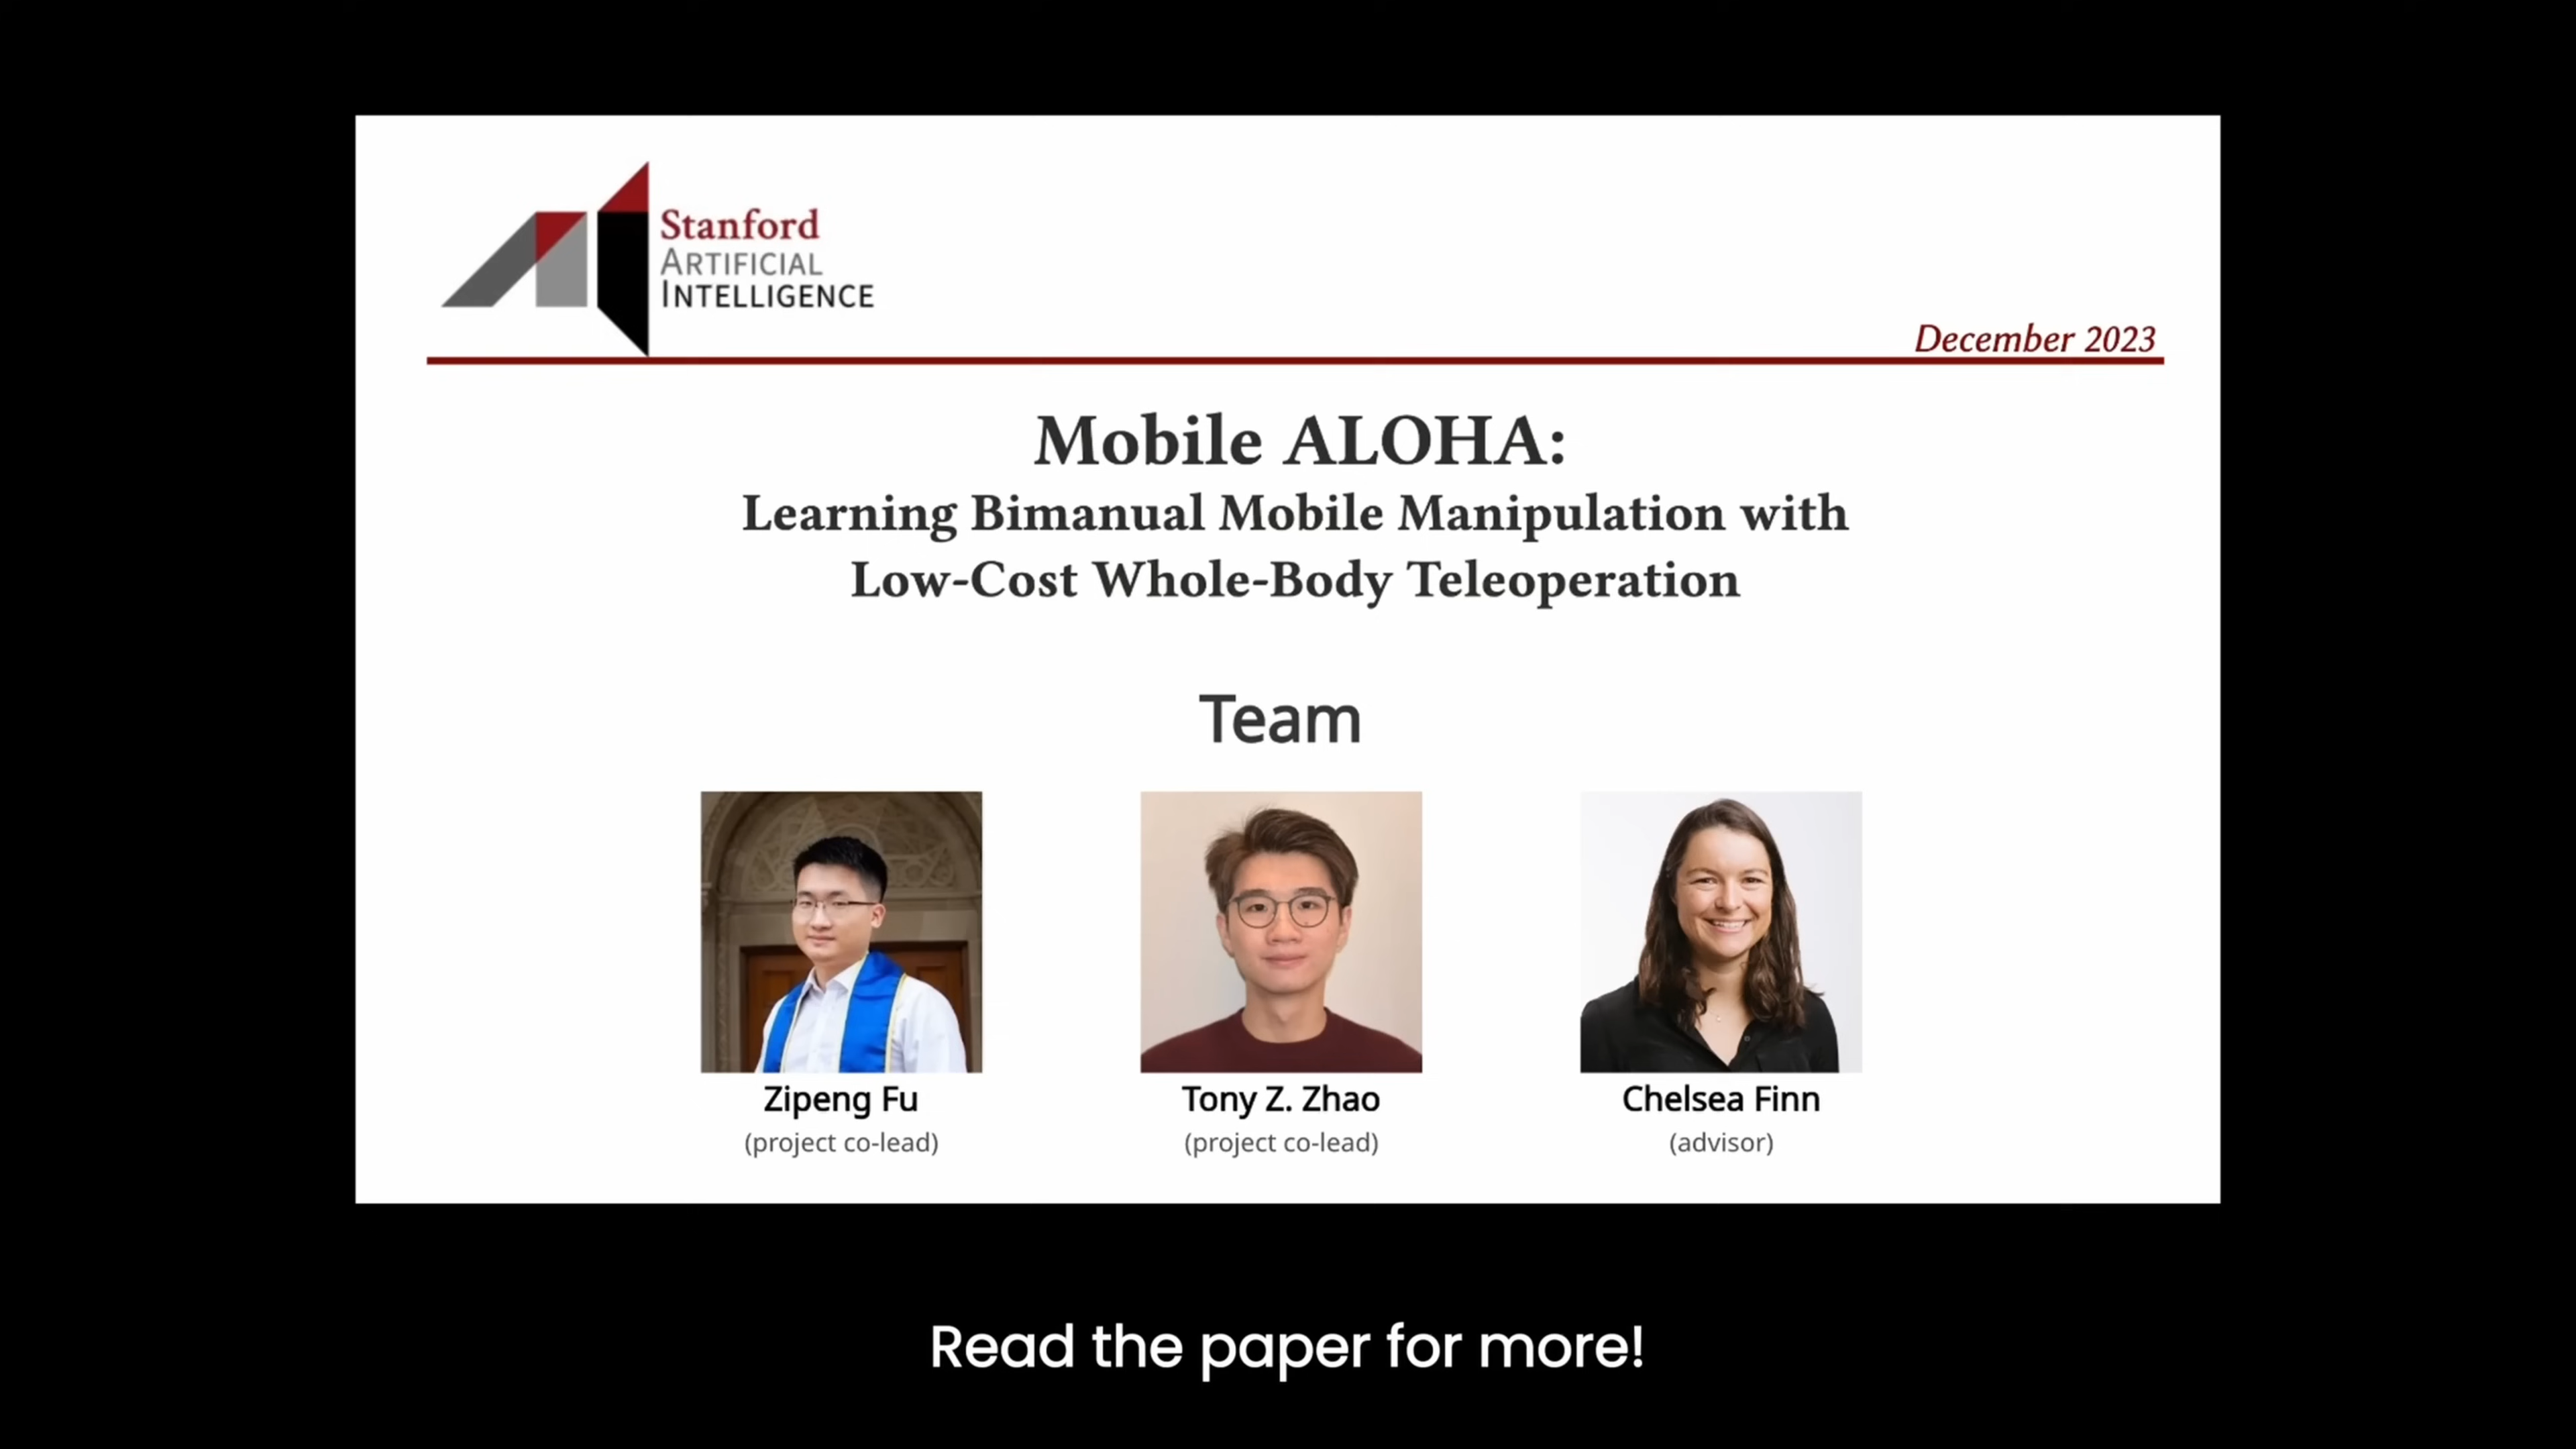 Stanford
ARTIFICIAL
INTELLIGENCE
December 2023
Mobile ALOHA:
Learning Bimanual Mobile Manipulation with
Low-Cost Whole-Body Teleoperation
Team
Zipeng Fu
(project co-lead)
Tony Z. Zhao
(project co-lead)
Chelsea Finn
(advisor)
Read the paper for more!